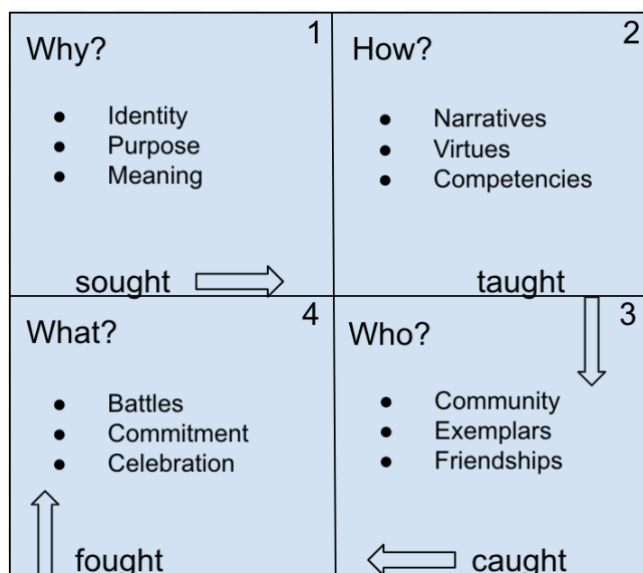 Why? 1
Identity
Purpose
Meaning
sought
How? 2
Narratives
Virtues
Competencies
taught
Who? 3
Community
Exemplars
Friendships
caught
What? 4
Battles
Commitment
Celebration
fought